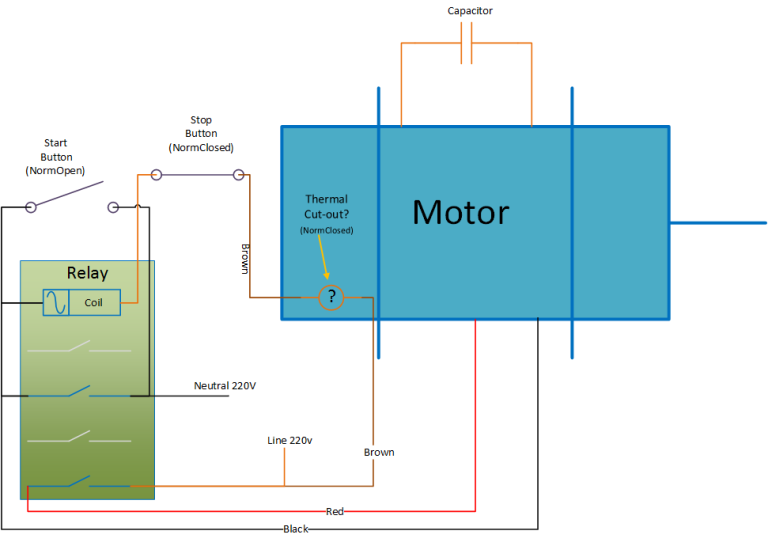 Capacitor
Stop
Button
(NormClosed)
Start
Button
(NormOpen)
Thermal
Cut-out?
(NormClosed)
Motor
Brown
Relay
Coil
?
Neutral 220V
Line 220v
Brown
Red
Black